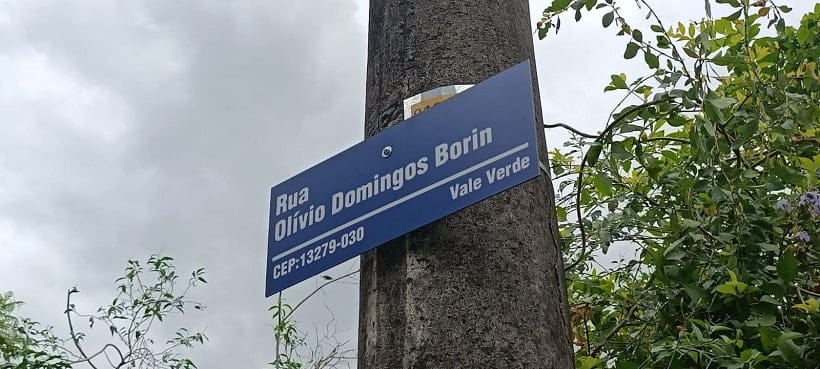 Rua
Olívio Domingos Borin
Vale Verde
CEP:13279-030